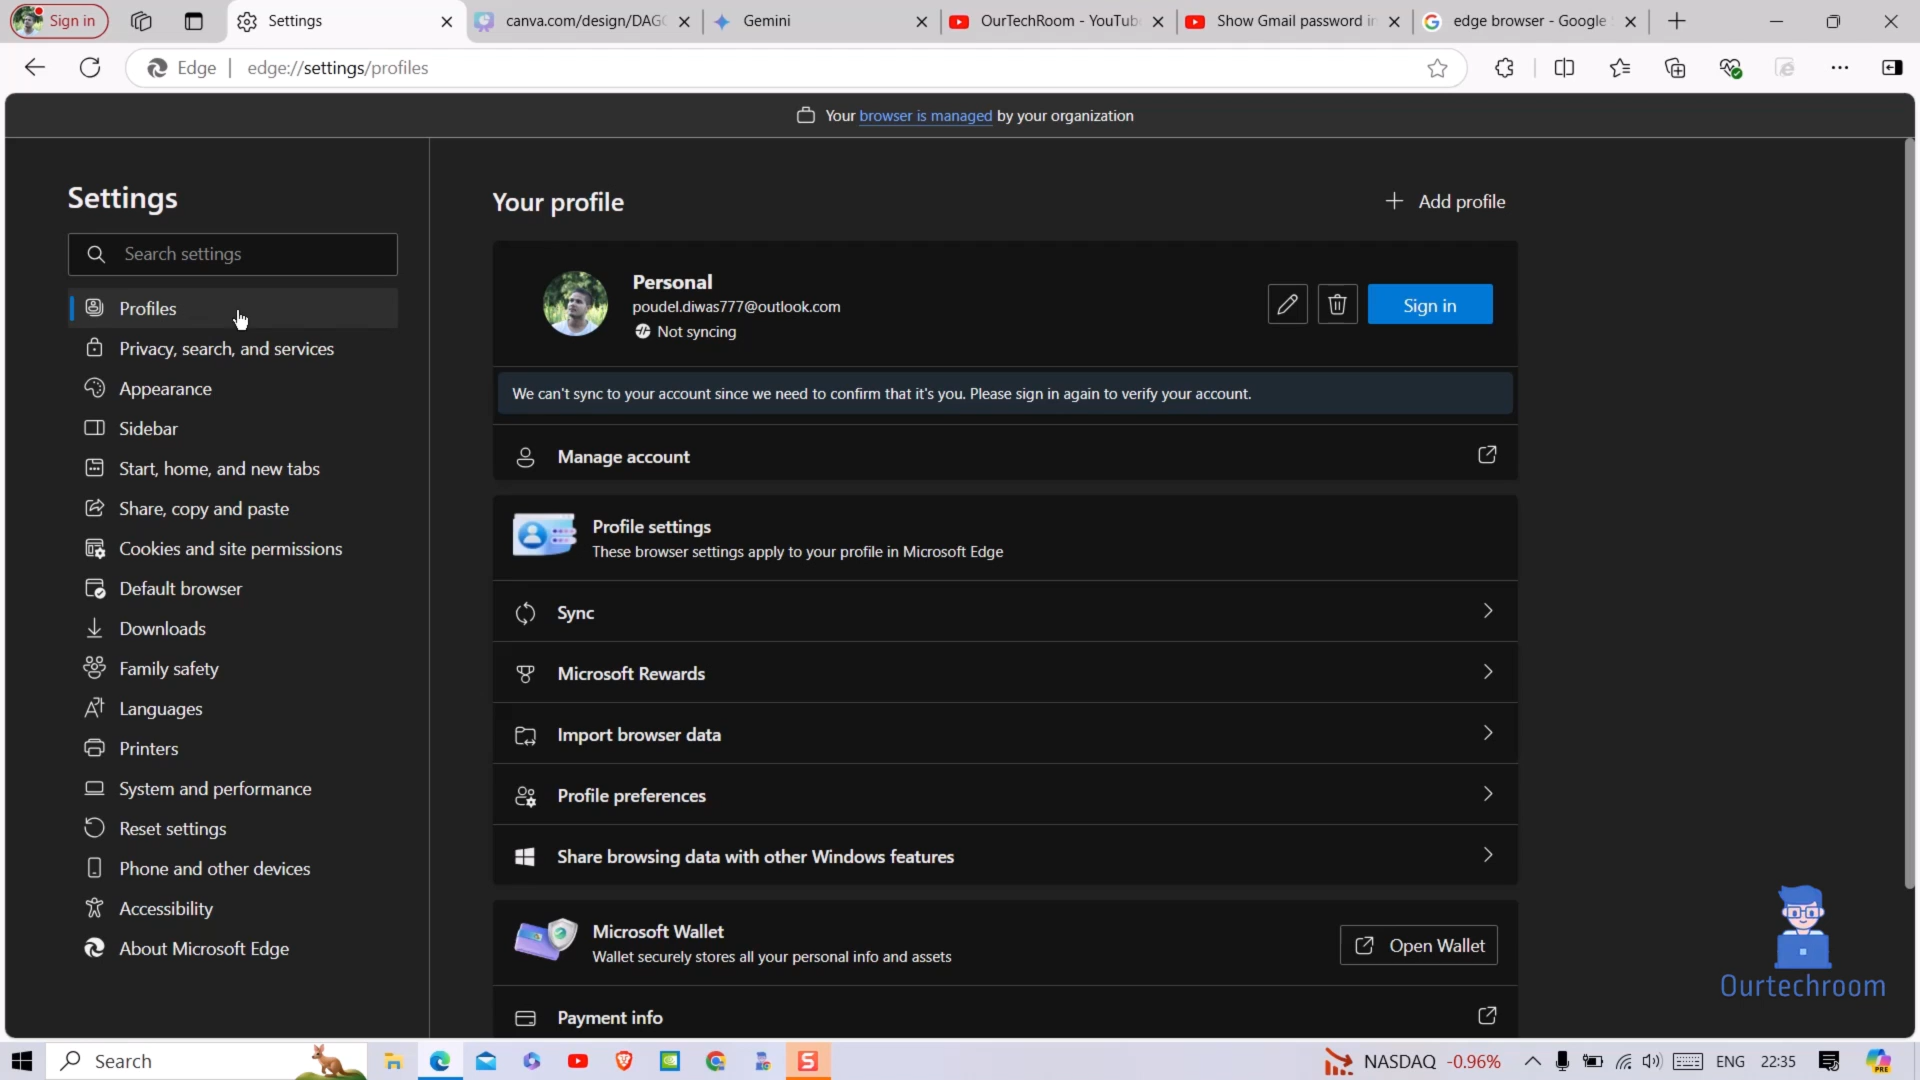 Sign in
Settings
canva.com/design/DAG
Gemini
OurTechRoom - YouTub
Show Gmail password i
edge browser - Google
Edge
edge://settings/profiles
Your browser is managed by your organization
Settings
Search settings
Profiles
Privacy, search, and services
Appearance
Sidebar
Start, home, and new tabs
Share, copy and paste
Cookies and site permissions
Default browser
Downloads
Family safety
Languages
Printers
System and performance
Reset settings
Phone and other devices
Accessibility
About Microsoft Edge
Your profile
Add profile
Personal
poudel.diwas777@outlook.com
Not syncing
Sign in
We can't sync to your account since we need to confirm that it's you. Please sign in again to verify your account.
Manage account
Profile settings
These browser settings apply to your profile in Microsoft Edge
Sync
Microsoft Rewards
Import browser data
Profile preferences
Share browsing data with other Windows features
Microsoft Wallet
Wallet securely stores all your personal info and assets
Open Wallet
Payment info
Ourtechroom
Search
NASDAQ -0.96%
ENG
22:35
PRE